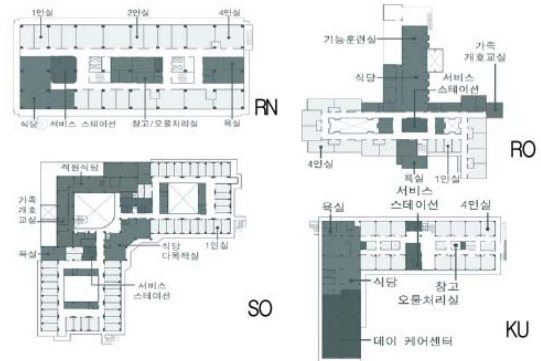 1인실
2인실
4인실
식당
서비스 스테이션
창고/오물처리실
욕실
RN
기능훈련실
식당
서비스
스테이션
가족
개호교실
4인실
욕실
1인실
RO
직원식당
가족
개호
교실
욕실
1인실
식당
다목적실
서비스
스테이션
SO
욕실
서비스
스테이션
4인실
식당
창고
오물처리실
데이 케어센터
KU